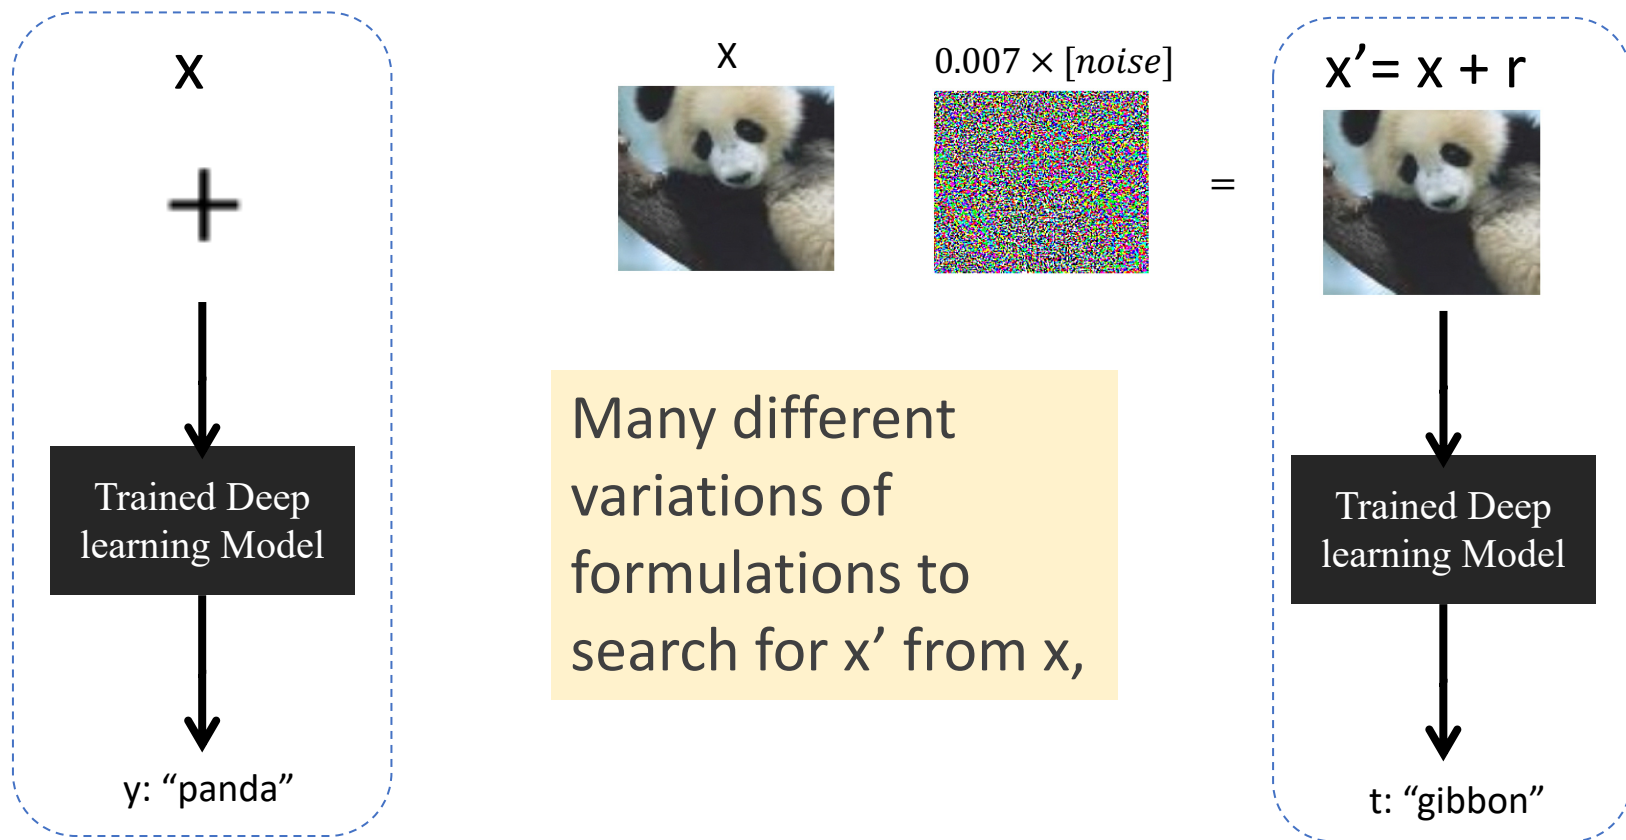 x
+
Trained Deep
learning Model
y: “panda”
x
0.007 × [noise]
=
Many different
variations of
formulations to
search for x’ from x,
x’= x + r
Trained Deep
learning Model
t: “gibbon”